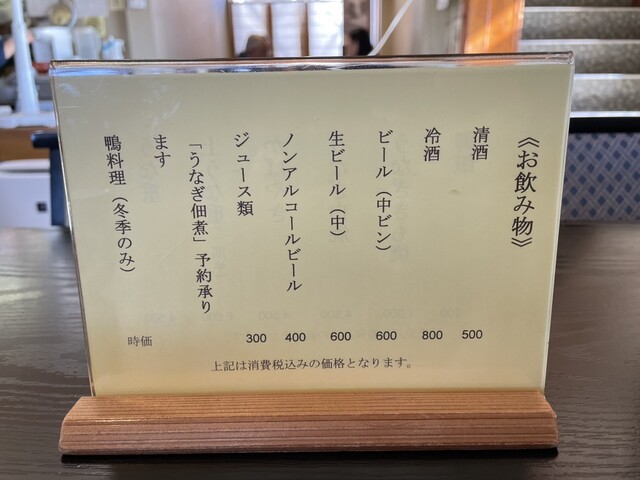 《お飲み物》
清酒 500
冷酒 800
ビール（中ビン） 600
生ビール（中） 600
ノンアルコールビール 400
ジュース類 300
「うなぎ佃煮」予約承り
ます
鴨料理（冬季のみ） 時価
上記は消費税込みの価格となります。